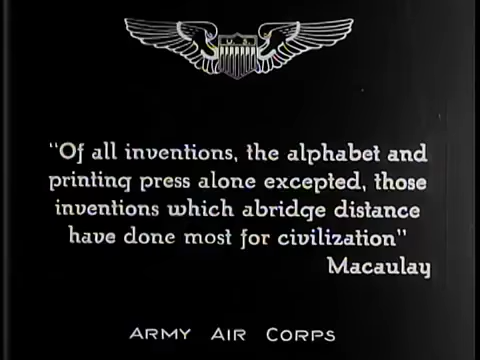 U.S.
"Of all inventions, the alphabet and
printing press alone excepted, those
inventions which abridge distance
have done most for civilization"
Macaulay
ARMY AIR CORPS